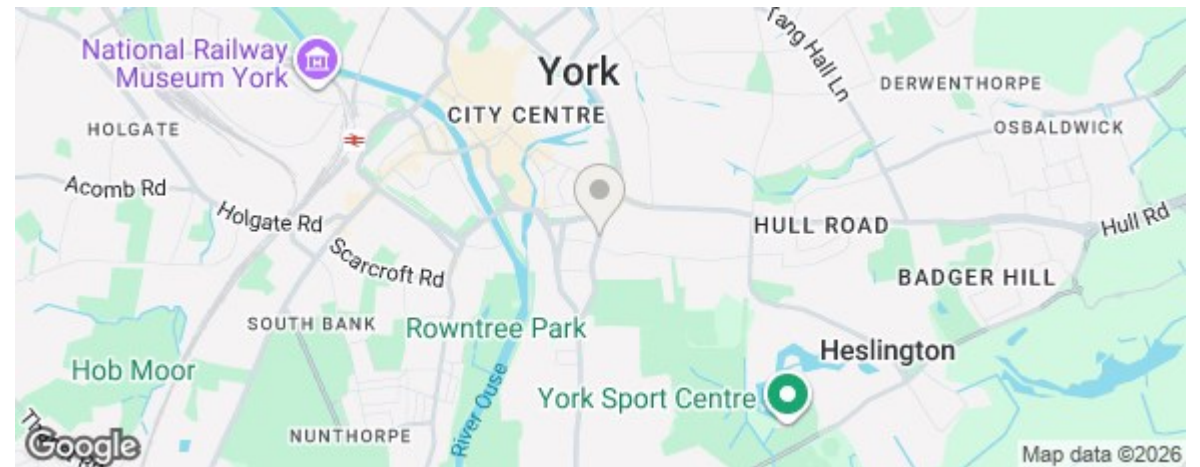 National Railway
Museum York
York
Tang Hall Ln
DERWENTHORPE
CITY CENTRE
HOLGATE
OSBALDWICK
Acomb Rd
Holgate Rd
HULL ROAD
Hull Rd
Scarcroft Rd
BADGER HILL
SOUTH BANK
Rowntree Park
Heslington
Hob Moor
York Sport Centre
River Ouse
NUNTHORPE
Google
Map data ©2026